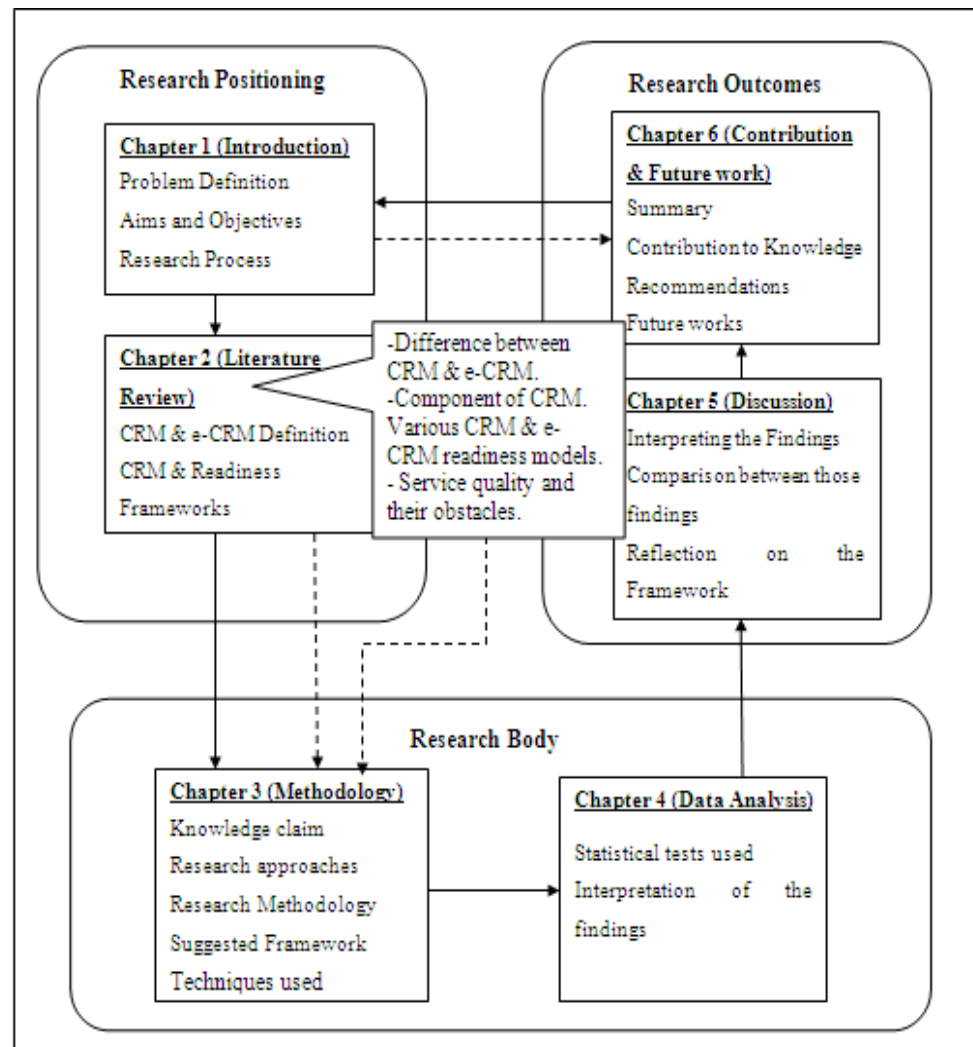 Research Positioning
Chapter 1 (Introduction)
Problem Definition
Aims and Objectives
Research Process
Chapter 2 (Literature
Review)
CRM & e-CRM Definition
CRM & Readiness
Frameworks
-Difference between
CRM & e-CRM.
-Component of CRM.
Various CRM & e-
CRM readiness models.
- Service quality and
their obstacles.
Research Outcomes
Chapter 6 (Contribution
& Future work)
Summary
Contribution to Knowledge
Recommendations
Future works
Chapter 5 (Discussion)
Interpreting the Findings
Comparison between those
findings
Reflection on the
Framework
Research Body
Chapter 3 (Methodology)
Knowledge claim
Research approaches
Research Methodology
Suggested Framework
Techniques used
Chapter 4 (Data Analysis)
Statistical tests used
Interpretation of the
findings